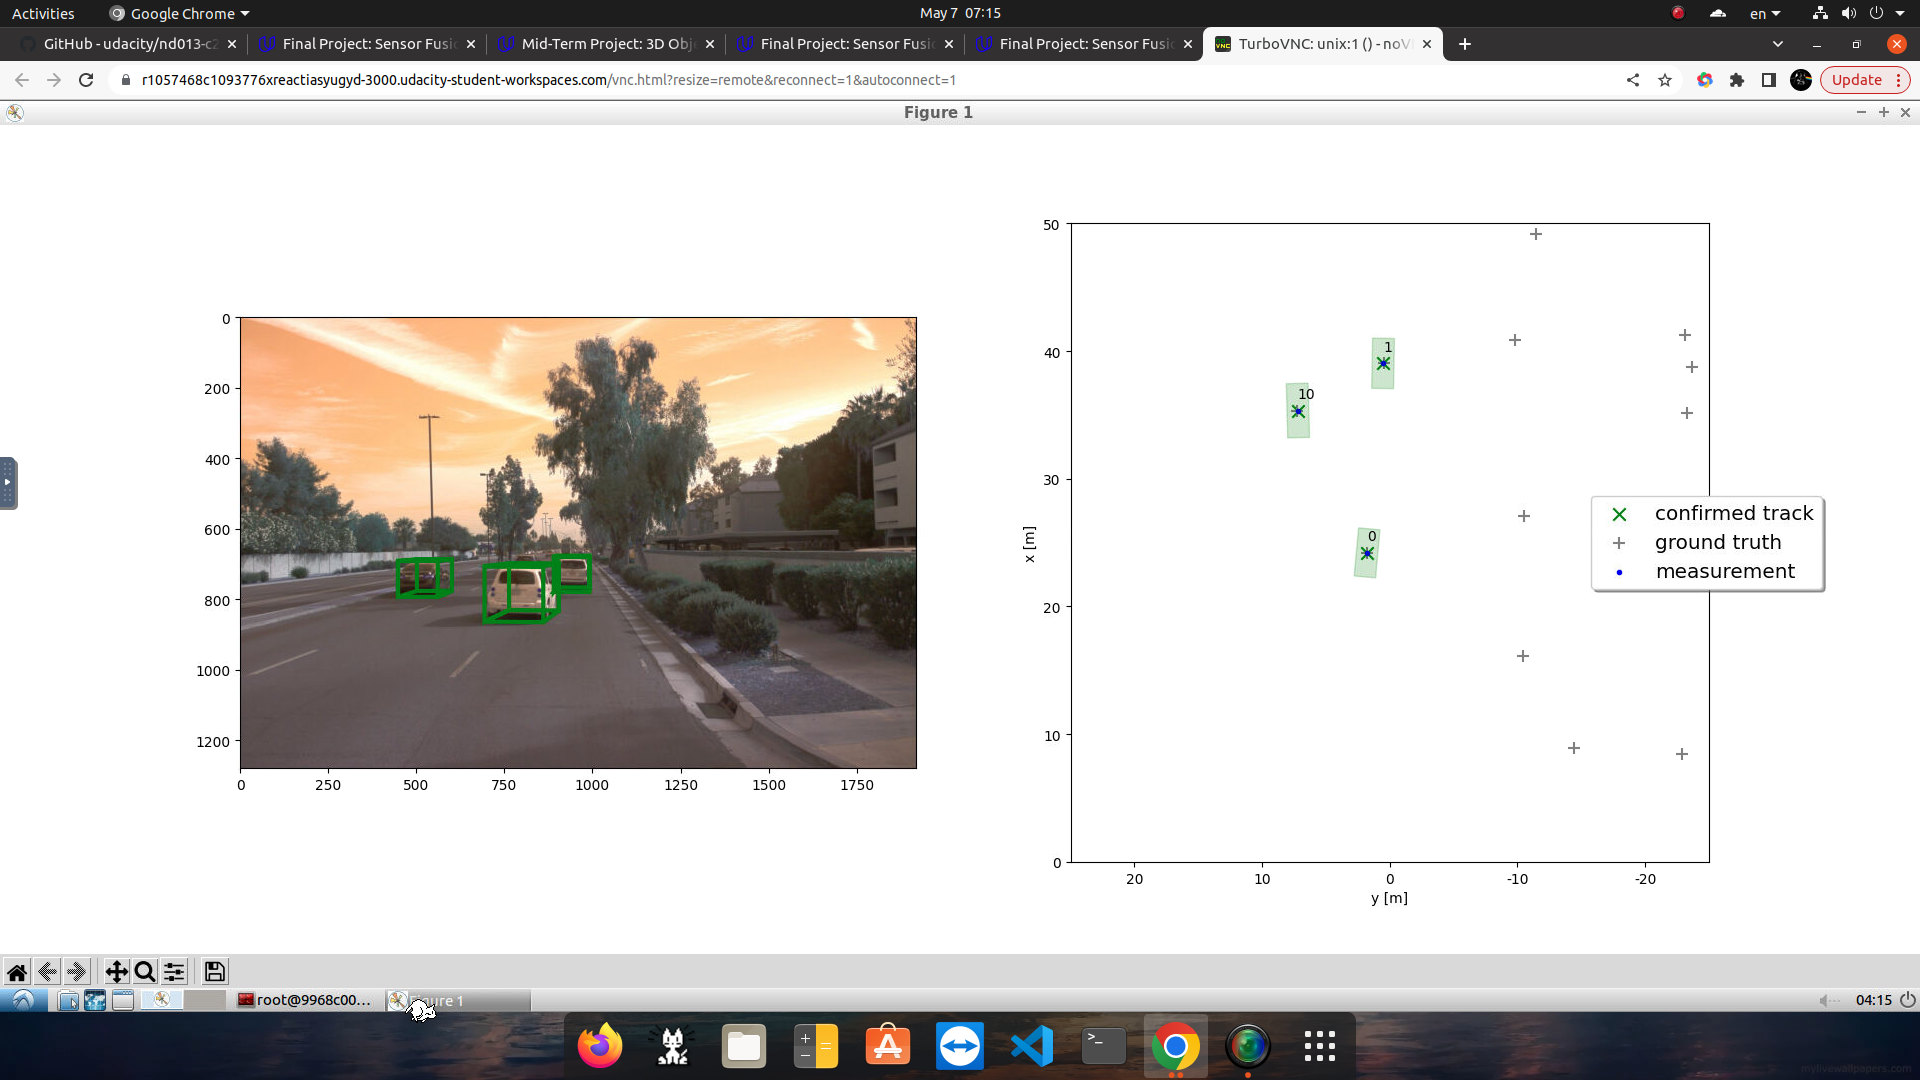 Activities
Google Chrome
May 7 07:15
en
GitHub - udacity/nd013-c2
Final Project: Sensor Fusi
Mid-Term Project: 3D Obj
Final Project: Sensor Fusi
Final Project: Sensor Fusi
TurboVNC: unix:1 () - noV
r1057468c1093776xreactiasyugyd-3000.udacity-student-workspaces.com/vnc.html?resize=remote&reconnect=1&autoconnect=1
Update
Figure 1
0
200
400
600
800
1000
1200
0
250
500
750
1000
1250
1500
1750
50
40
30
20
10
0
x [m]
20
10
0
-10
-20
y [m]
1
10
0
confirmed track
ground truth
measurement
root@9968c00...
Figure 1
04:15
mylivewallpapers.com